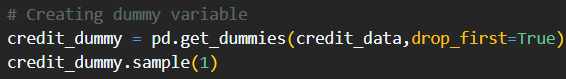 # Creating dummy variable
credit_dummy = pd.get_dummies(credit_data,drop_first=True)
credit_dummy.sample(1)